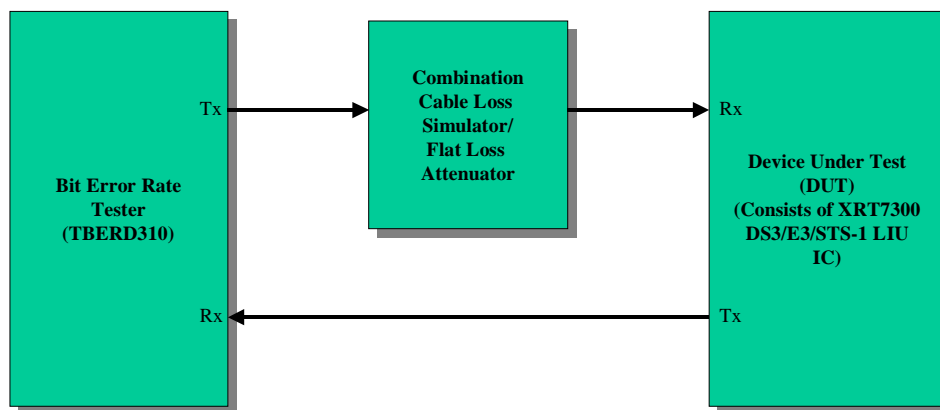 Bit Error Rate
Tester
(TBERD310)
Tx
Rx
Combination
Cable Loss
Simulator/
Flat Loss
Attenuator
Rx
Device Under Test
(DUT)
(Consists of XRT7300
DS3/E3/STS-1 LIU
IC)
Tx